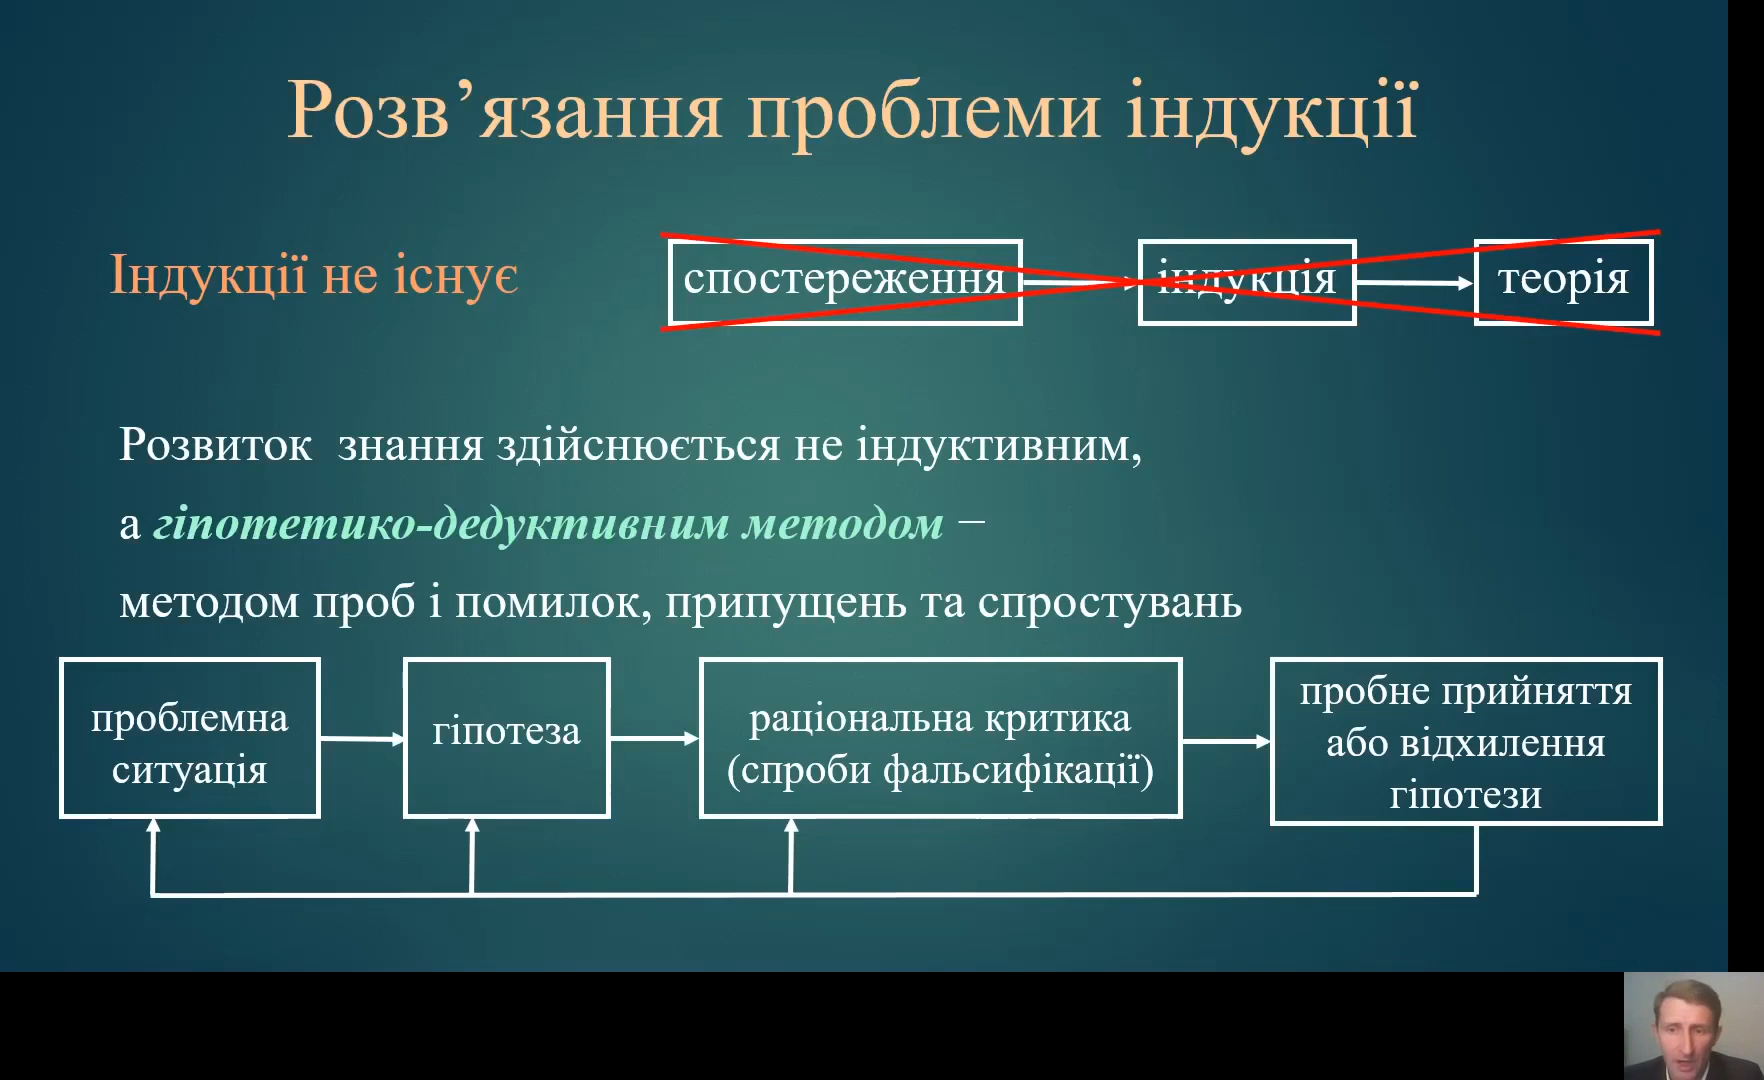 Розв’язання проблеми індукції
Індукції не існує
спостереження
індукція
теорія
Розвиток знання здійснюється не індуктивним,
а гіпотетико-дедуктивним методом –
методом проб і помилок, припущень та спростувань
проблемна
ситуація
гіпотеза
раціональна критика
(спроби фальсифікації)
пробне прийняття
або відхилення
гіпотези